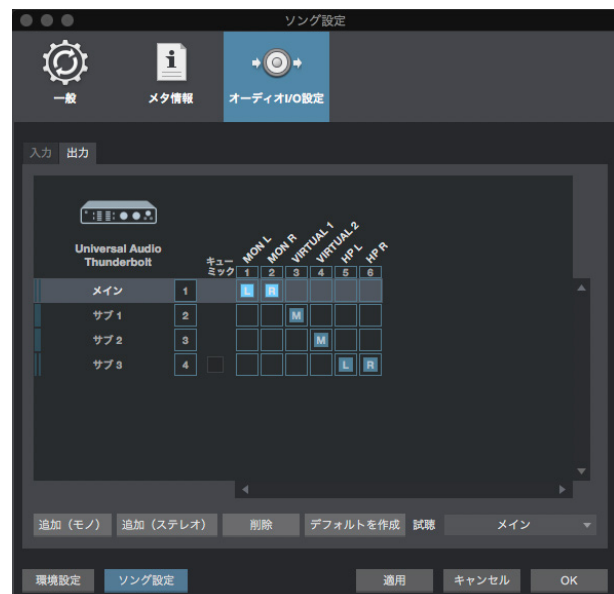 ソング設定
一般 メタ情報 オーディオI/O設定
入力 出力
Universal Audio
Thunderbolt
キュー
ミック
MON L MON R VIRTUAL 1 VIRTUAL 2 HP L HP R
1 2 3 4 5 6
メイン 1 L R
サブ 1 2 M
サブ 2 3 M
サブ 3 4 L R
追加（モノ） 追加（ステレオ） 削除 デフォルトを作成 試聴 メイン
環境設定 ソング設定 適用 キャンセル OK